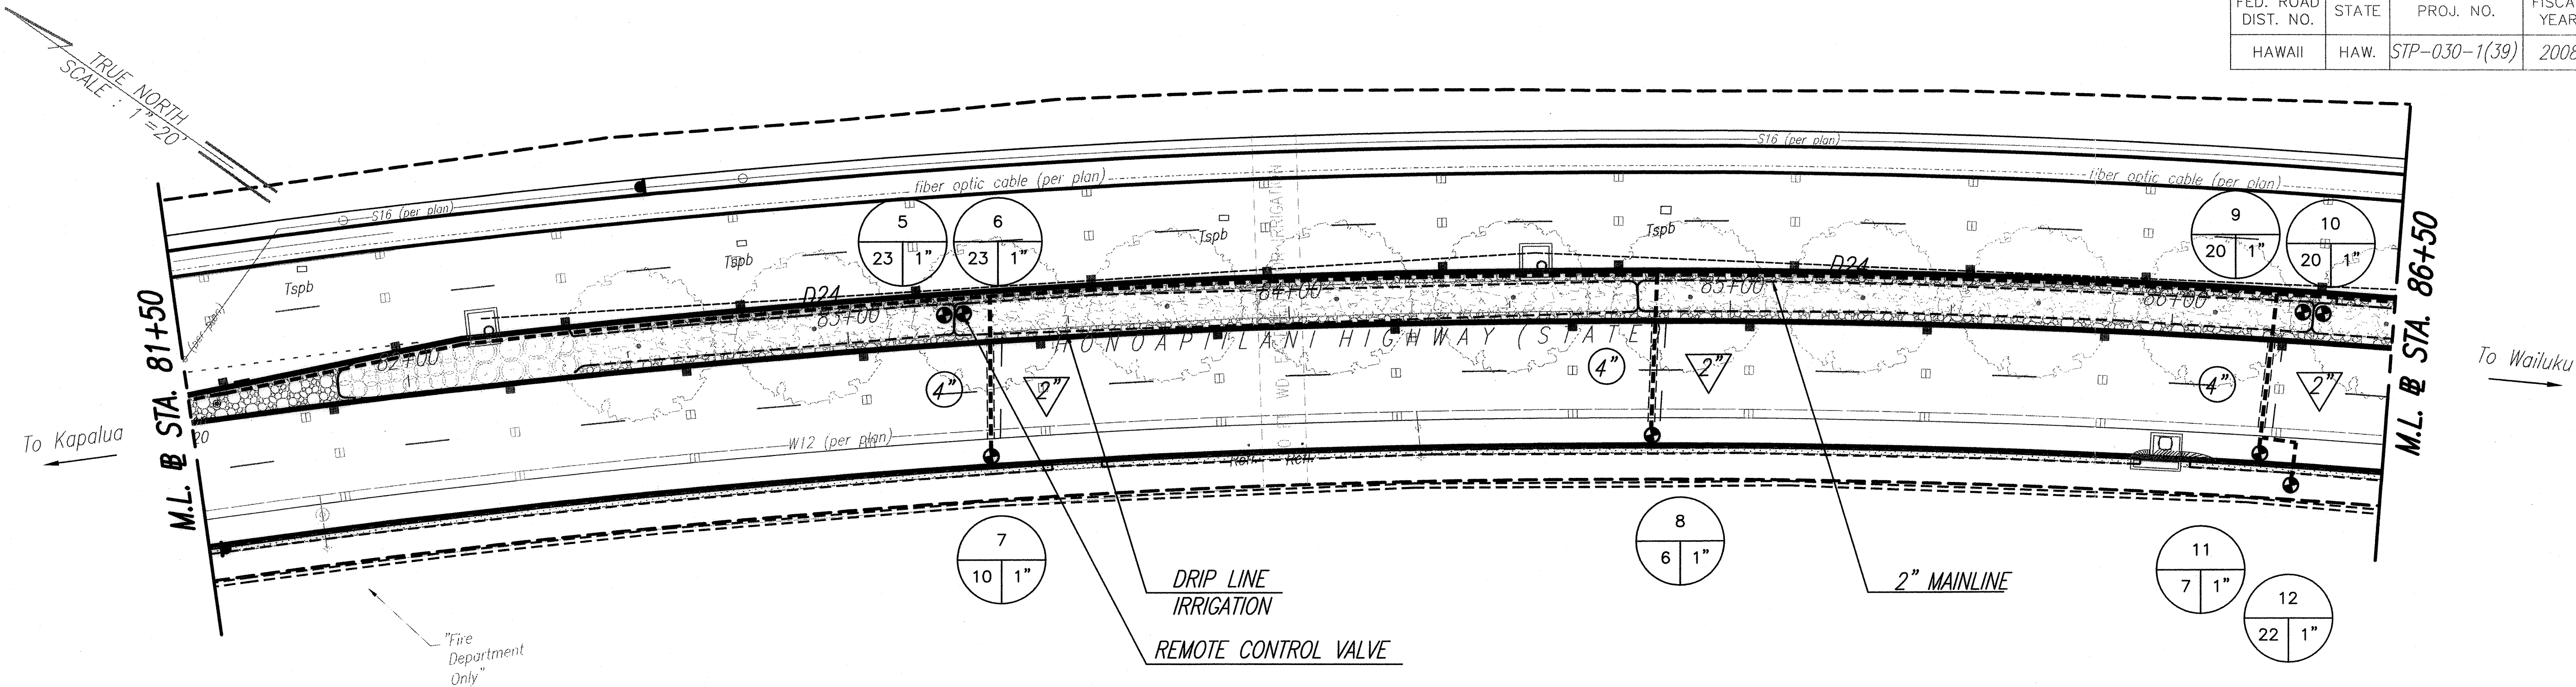 FED. ROAD DIST. NO.
STATE
PROJ. NO.
HAWAII
HAW.
STP-030-1(39)
2008
TRUE NORTH
SCALE : 1"=20'
S16 (per plan)
S16 (per plan)
fiber optic cable (per plan)
fiber optic cable (per plan)
5
23 1"
6
23 1"
9
20 1"
10
20 1"
Tspb
Tspb
Tspb
Tspb
(per plan)
D24
D24
82+00
83+00
84+00
85+00
86+00
M.L. ⅊ STA. 81+50
M.L. ⅊ STA. 86+50
HONOAPIILANI HIGHWAY (STATE)
4"
2"
4"
2"
4"
2"
To Kapalua
To Wailuku
20
W12 (per plan)
7
10 1"
8
6 1"
11
7 1"
12
22 1"
DRIP LINE
IRRIGATION
2" MAINLINE
REMOTE CONTROL VALVE
"Fire
Department
Only"